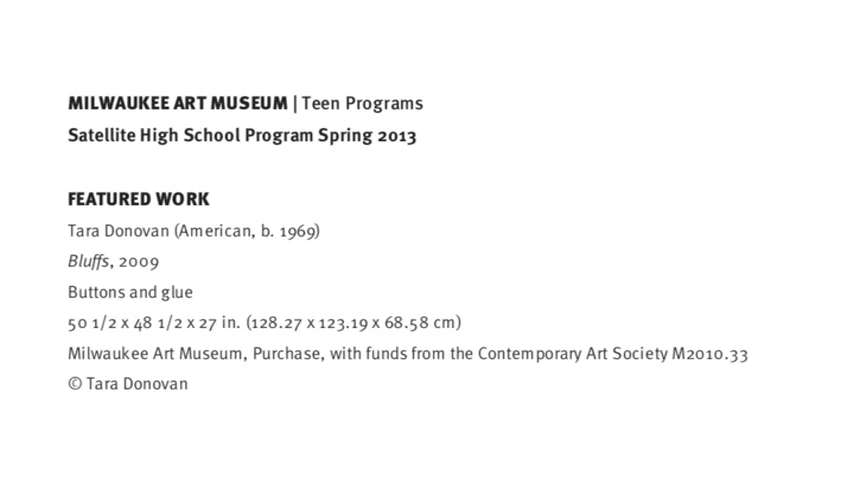 MILWAUKEE ART MUSEUM | Teen Programs
Satellite High School Program Spring 2013
FEATURED WORK
Tara Donovan (American, b. 1969)
Bluffs, 2009
Buttons and glue
50 1/2 x 48 1/2 x 27 in. (128.27 x 123.19 x 68.58 cm)
Milwaukee Art Museum, Purchase, with funds from the Contemporary Art Society M2010.33
© Tara Donovan